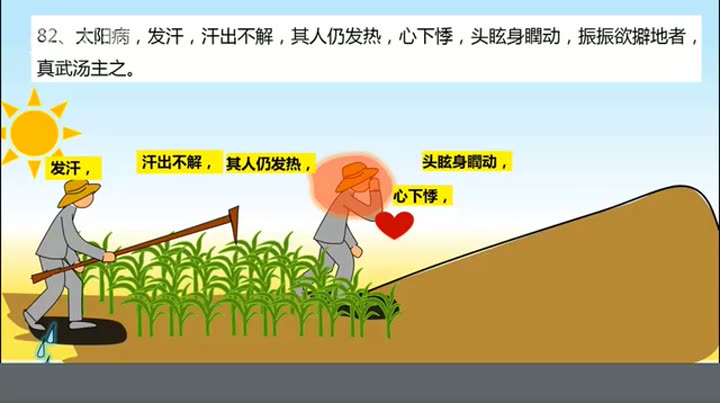 82、太阳病，发汗，汗出不解，其人仍发热，心下悸，头眩身瞤动，振振欲擗地者，
真武汤主之。
发汗，
汗出不解，
其人仍发热，
头眩身瞤动，
心下悸，